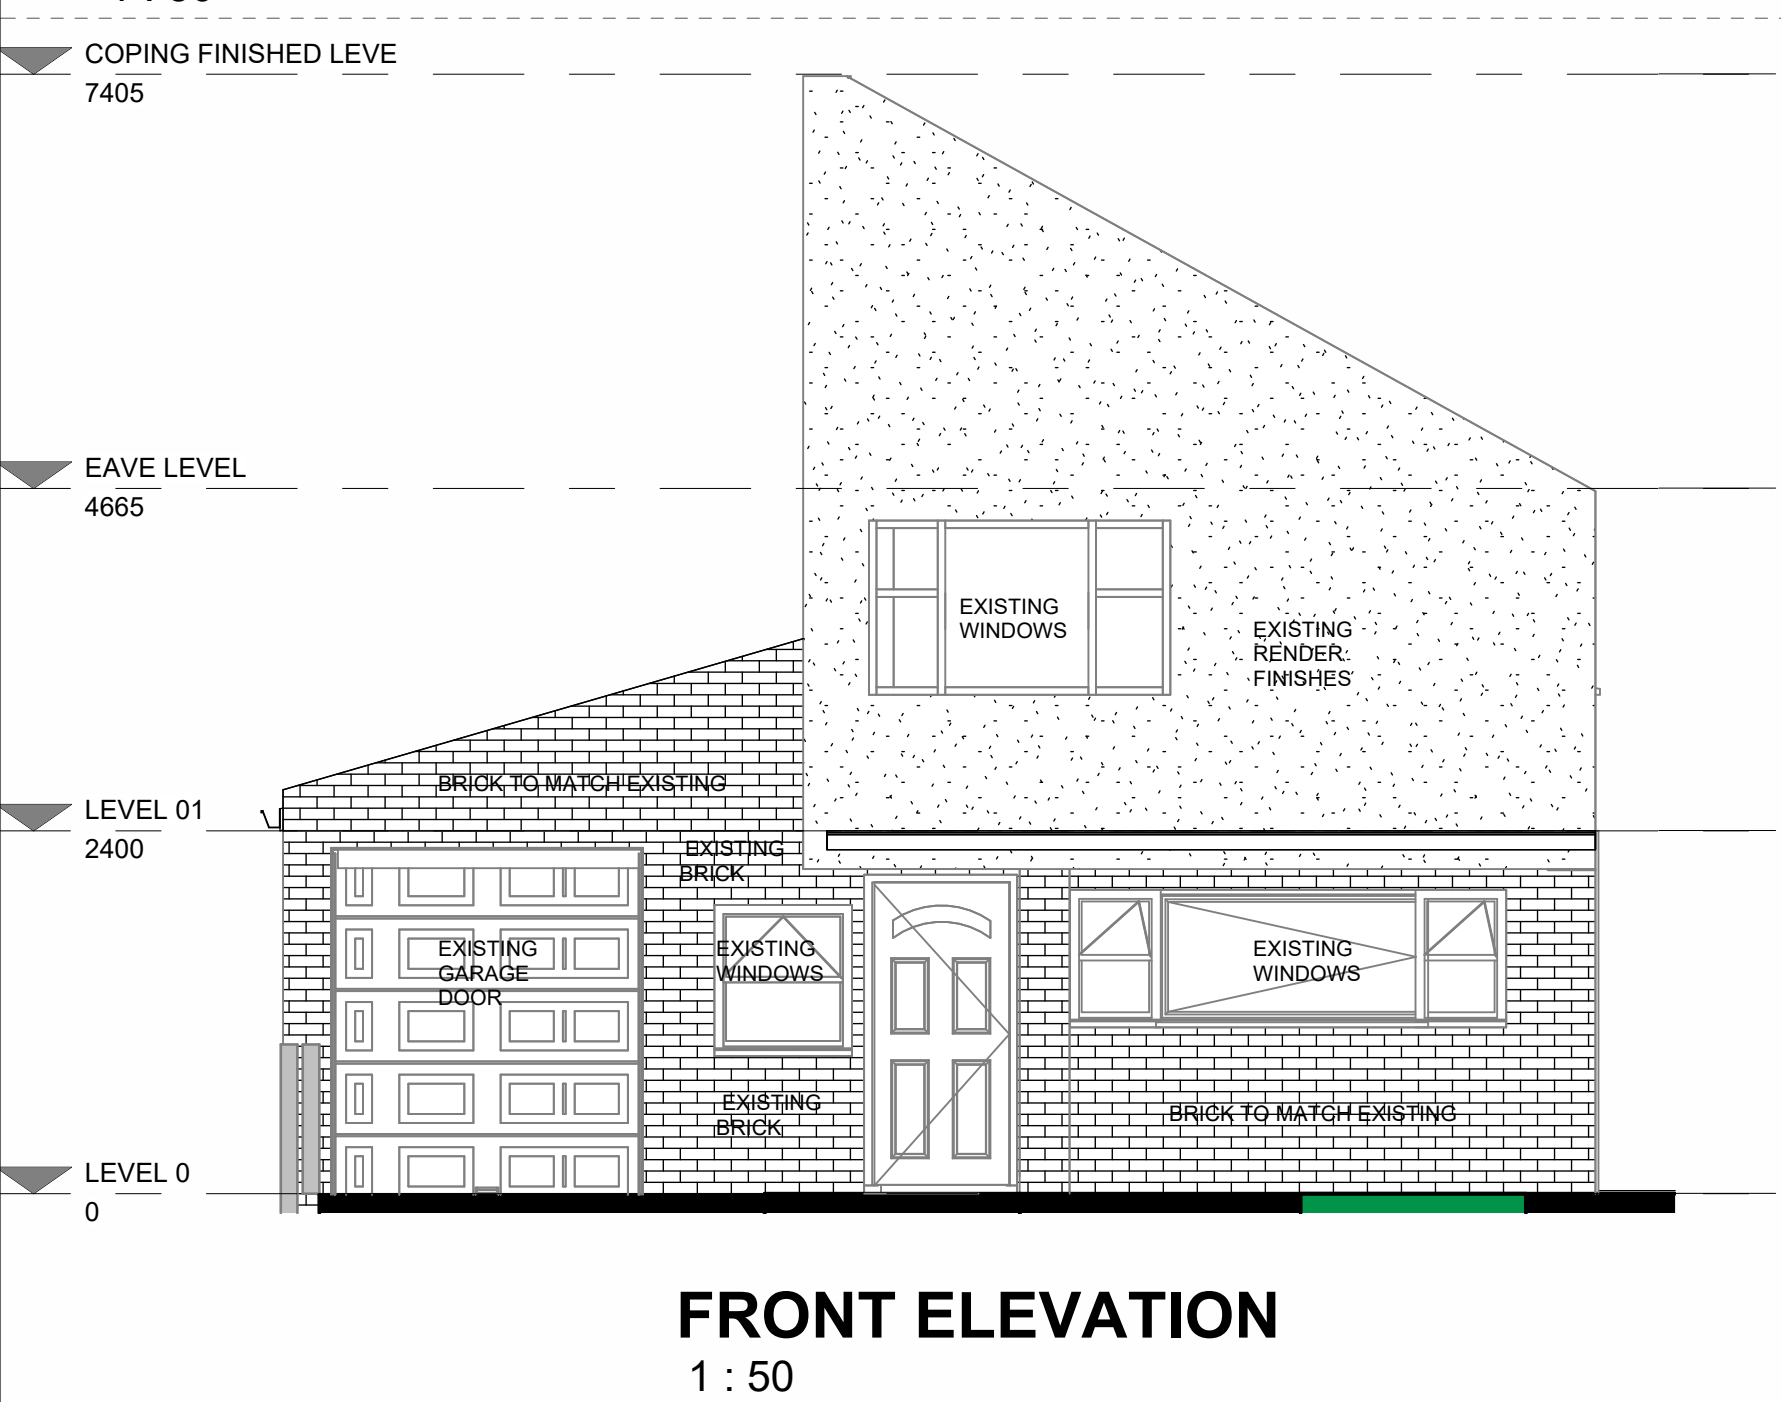 COPING FINISHED LEVE
7405
EAVE LEVEL
4665
EXISTING
WINDOWS
EXISTING
RENDER
FINISHES
BRICK TO MATCH EXISTING
LEVEL 01
2400
EXISTING
BRICK
EXISTING
GARAGE
DOOR
EXISTING
WINDOWS
EXISTING
WINDOWS
EXISTING
BRICK
BRICK TO MATCH EXISTING
LEVEL 0
0
FRONT ELEVATION
1 : 50